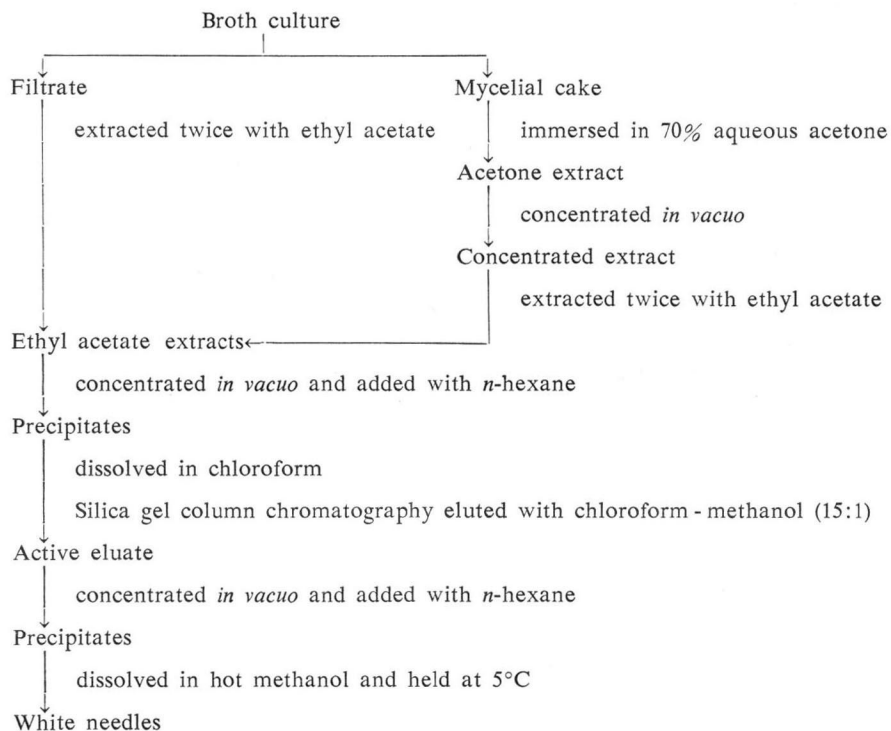 Broth culture
Filtrate
Mycelial cake
extracted twice with ethyl acetate
immersed in 70% aqueous acetone
Acetone extract
concentrated in vacuo
Concentrated extract
extracted twice with ethyl acetate
Ethyl acetate extracts
concentrated in vacuo and added with n-hexane
Precipitates
dissolved in chloroform
Silica gel column chromatography eluted with chloroform - methanol (15:1)
Active eluate
concentrated in vacuo and added with n-hexane
Precipitates
dissolved in hot methanol and held at 5°C
White needles